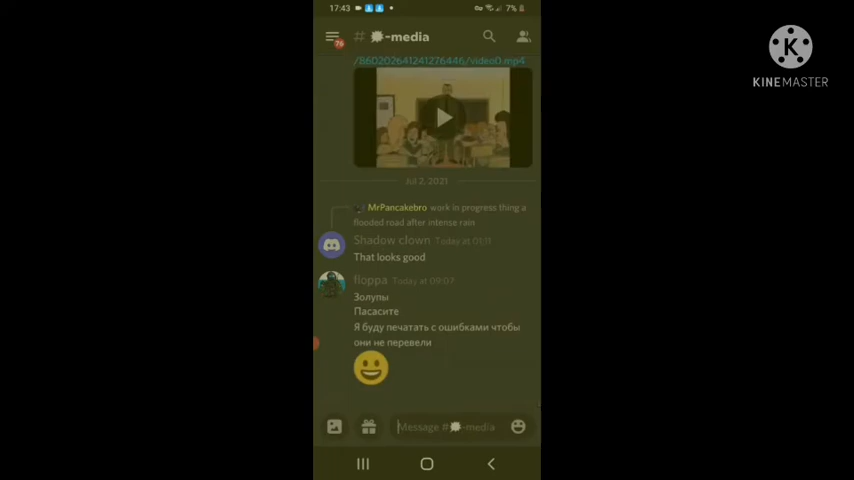 17:43
7%
# -media
76
/860202641241276446/video0.mp4
Jul 2, 2021
MrPancakebro work in progress thing a
flooded road after intense rain
Shadow clown Today at 01:11
That looks good
fioppa Today at 09:07
Золупы
Пасасите
Я буду печатать с ошибками чтобы
они не перевели
Message # -media
K
KINEMASTER